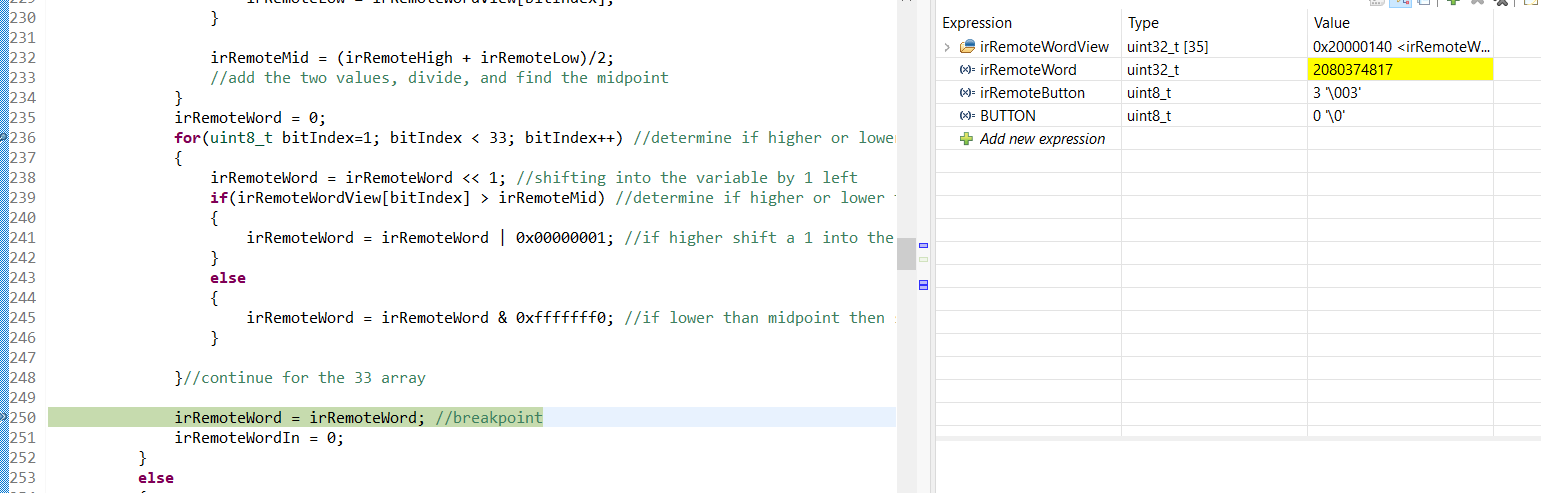 230 }
231
232 irRemoteMid = (irRemoteHigh + irRemoteLow)/2;
233 //add the two values, divide, and find the midpoint
234 }
235 irRemoteWord = 0;
236 for(uint8_t bitIndex=1; bitIndex < 33; bitIndex++) //determine if higher or lowe
237 {
238 irRemoteWord = irRemoteWord << 1; //shifting into the variable by 1 left
239 if(irRemoteWordView[bitIndex] > irRemoteMid) //determine if higher or lower
240 {
241 irRemoteWord = irRemoteWord | 0x00000001; //if higher shift a 1 into the
242 }
243 else
244 {
245 irRemoteWord = irRemoteWord & 0xfffffff0; //if lower than midpoint then
246 }
247
248 }//continue for the 33 array
249
250 irRemoteWord = irRemoteWord; //breakpoint
251 irRemoteWordIn = 0;
252 }
253 else
Expression Type Value
irRemoteWordView uint32_t [35] 0x20000140 <irRemoteW...
(x)= irRemoteWord uint32_t 2080374817
(x)= irRemoteButton uint8_t 3 '\003'
(x)= BUTTON uint8_t 0 '\0'
Add new expression